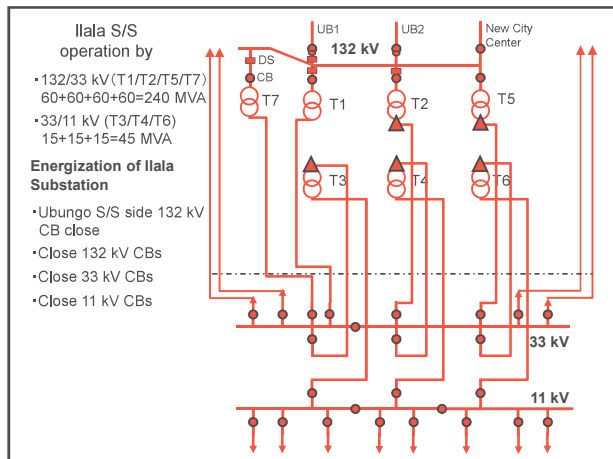 Ilala S/S
operation by
・132/33 kV(T1/T2/T5/T7)
60+60+60+60=240 MVA
・33/11 kV (T3/T4/T6)
15+15+15=45 MVA
Energization of Ilala
Substation
・Ubungo S/S side 132 kV
CB close
・Close 132 kV CBs
・Close 33 kV CBs
・Close 11 kV CBs
UB1
UB2
New City
Center
132 kV
DS
CB
T7
T1
T2
T5
T3
T4
T6
33 kV
11 kV